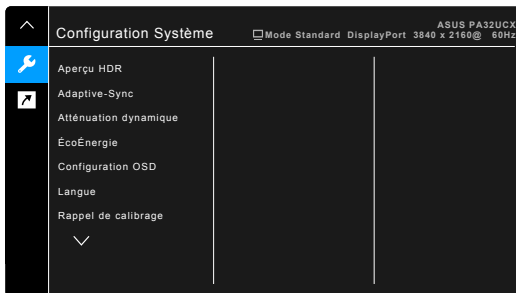 ASUS PA32UCX
Configuration Système Mode Standard DisplayPort 3840 x 2160@ 60Hz
Aperçu HDR
Adaptive-Sync
Atténuation dynamique
ÉcoÉnergie
Configuration OSD
Langue
Rappel de calibrage